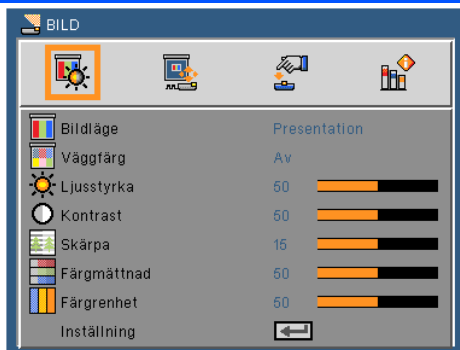 BILD
Bildläge Presentation
Väggfärg Av
Ljusstyrka 50
Kontrast 50
Skärpa 15
Färgmättnad 50
Färgrenhet 50
Inställning